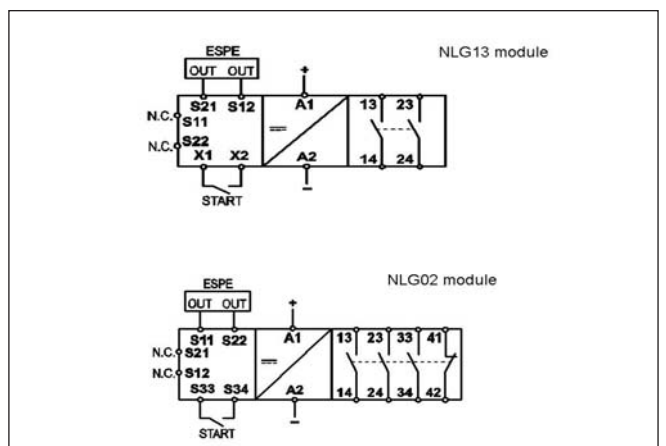 NLG13 module
ESPE
OUT OUT
+
S21 S12 A1 13 23
N.C. S11
N.C. S22
X1 X2 A2 14 24
−
START
NLG02 module
ESPE
OUT OUT
+
S11 S22 A1 13 23 33 41
N.C. S21
N.C. S12
S33 S34 A2 14 24 34 42
−
START